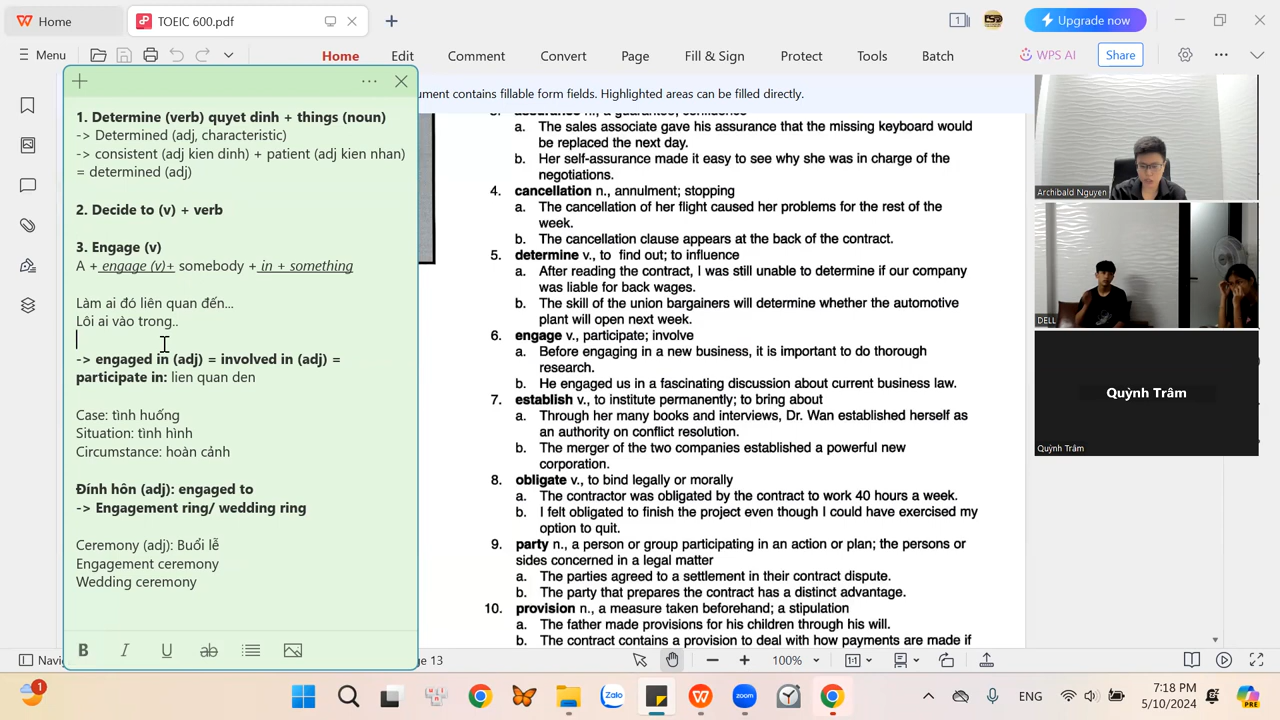 Home
TOEIC 600.pdf
1
Upgrade now
Menu
Home
Edit
Comment
Convert
Page
Fill & Sign
Protect
Tools
Batch
WPS AI
Share
ument contains fillable form fields. Highlighted areas can be filled directly.
1. Determine (verb) quyet dinh + things (noun)
-> Determined (adj, characteristic)
-> consistent (adj kien dinh) + patient (adj kien nhan)
= determined (adj)
2. Decide to (v) + verb
3. Engage (v)
A + engage (v)+ somebody + in + something
Làm ai đó liên quan đến...
Lôi ai vào trong..
-> engaged in (adj) = involved in (adj) =
participate in: lien quan den
Case: tình huống
Situation: tình hình
Circumstance: hoàn cảnh
Đính hôn (adj): engaged to
-> Engagement ring/ wedding ring
Ceremony (adj): Buổi lễ
Engagement ceremony
Wedding ceremony
3. assurance n., a guarantee; confidence
a. The sales associate gave his assurance that the missing keyboard would
be replaced the next day.
b. Her self-assurance made it easy to see why she was in charge of the
negotiations.
4. cancellation n., annulment; stopping
a. The cancellation of her flight caused her problems for the rest of the
week.
b. The cancellation clause appears at the back of the contract.
5. determine v., to find out; to influence
a. After reading the contract, I was still unable to determine if our company
was liable for back wages.
b. The skill of the union bargainers will determine whether the automotive
plant will open next week.
6. engage v., participate; involve
a. Before engaging in a new business, it is important to do thorough
research.
b. He engaged us in a fascinating discussion about current business law.
7. establish v., to institute permanently; to bring about
a. Through her many books and interviews, Dr. Wan established herself as
an authority on conflict resolution.
b. The merger of the two companies established a powerful new
corporation.
8. obligate v., to bind legally or morally
a. The contractor was obligated by the contract to work 40 hours a week.
b. I felt obligated to finish the project even though I could have exercised my
option to quit.
9. party n., a person or group participating in an action or plan; the persons or
sides concerned in a legal matter
a. The parties agreed to a settlement in their contract dispute.
b. The party that prepares the contract has a distinct advantage.
10. provision n., a measure taken beforehand; a stipulation
a. The father made provisions for his children through his will.
b. The contract contains a provision to deal with how payments are made if
Archibald Nguyen
DELL
Quỳnh Trâm
Quỳnh Trâm
B I U ab
Navi
ge 13
100%
1:1
1
Zalo
zoom
ENG
7:18 PM
5/10/2024
PRE